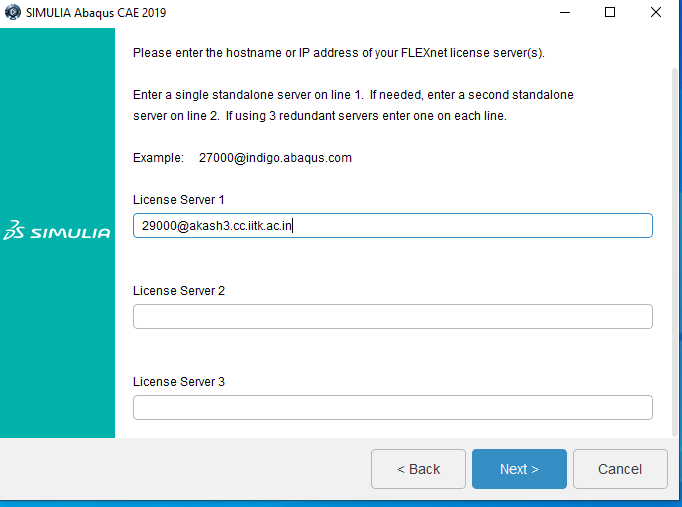 SIMULIA Abaqus CAE 2019
Please enter the hostname or IP address of your FLEXnet license server(s).
Enter a single standalone server on line 1. If needed, enter a second standalone
server on line 2. If using 3 redundant servers enter one on each line.
Example: 27000@indigo.abaqus.com
License Server 1
29000@akash3.cc.iitk.ac.in
SIMULIA
License Server 2
License Server 3
< Back
Next >
Cancel